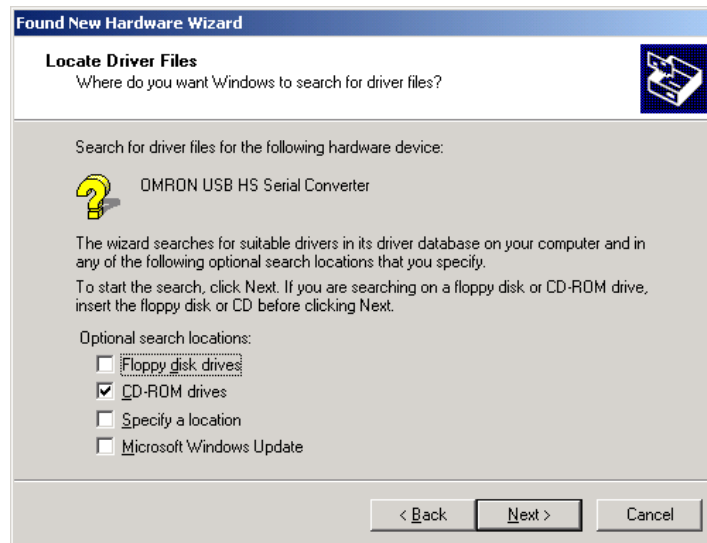 Found New Hardware Wizard
Locate Driver Files
Where do you want Windows to search for driver files?
Search for driver files for the following hardware device:
OMRON USB HS Serial Converter
The wizard searches for suitable drivers in its driver database on your computer and in
any of the following optional search locations that you specify.
To start the search, click Next. If you are searching on a floppy disk or CD-ROM drive,
insert the floppy disk or CD before clicking Next.
Optional search locations:
Floppy disk drives
CD-ROM drives
Specify a location
Microsoft Windows Update
< Back Next > Cancel